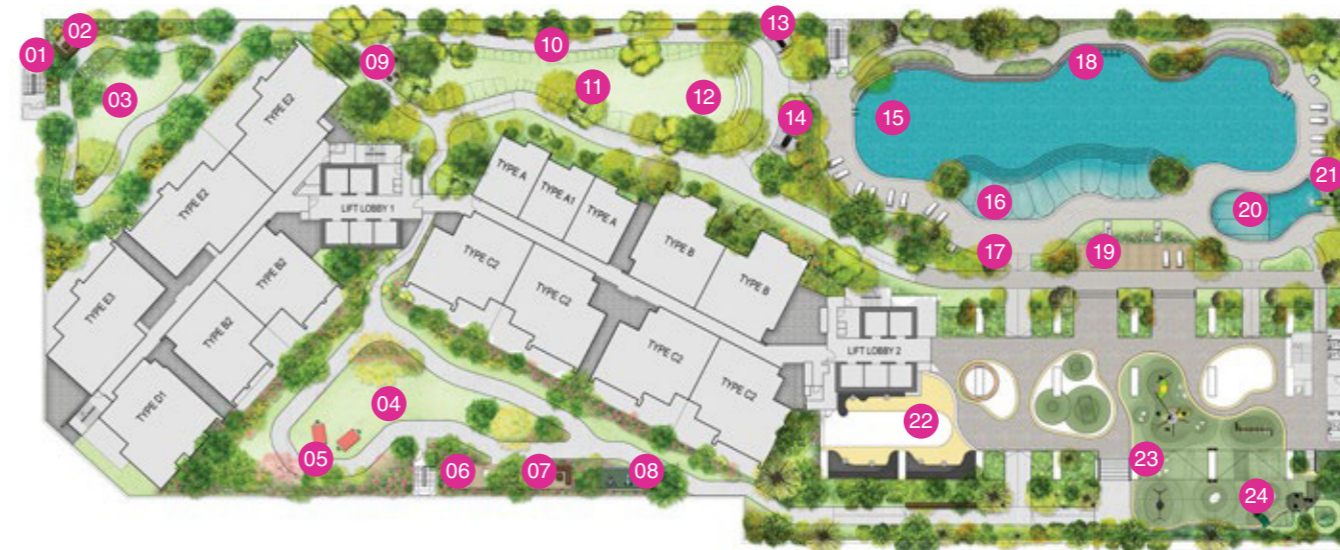 01
02
03
09
10
11
12
13
14
15
16
17
18
19
20
21
TYPE E2
TYPE E2
TYPE E3
TYPE D1
TYPE B2
TYPE B2
LIFT LOBBY 1
TYPE A
TYPE A1
TYPE A
TYPE C2
TYPE C2
TYPE B
TYPE B
TYPE C2
TYPE C2
LIFT LOBBY 2
04
05
06
07
08
22
23
24